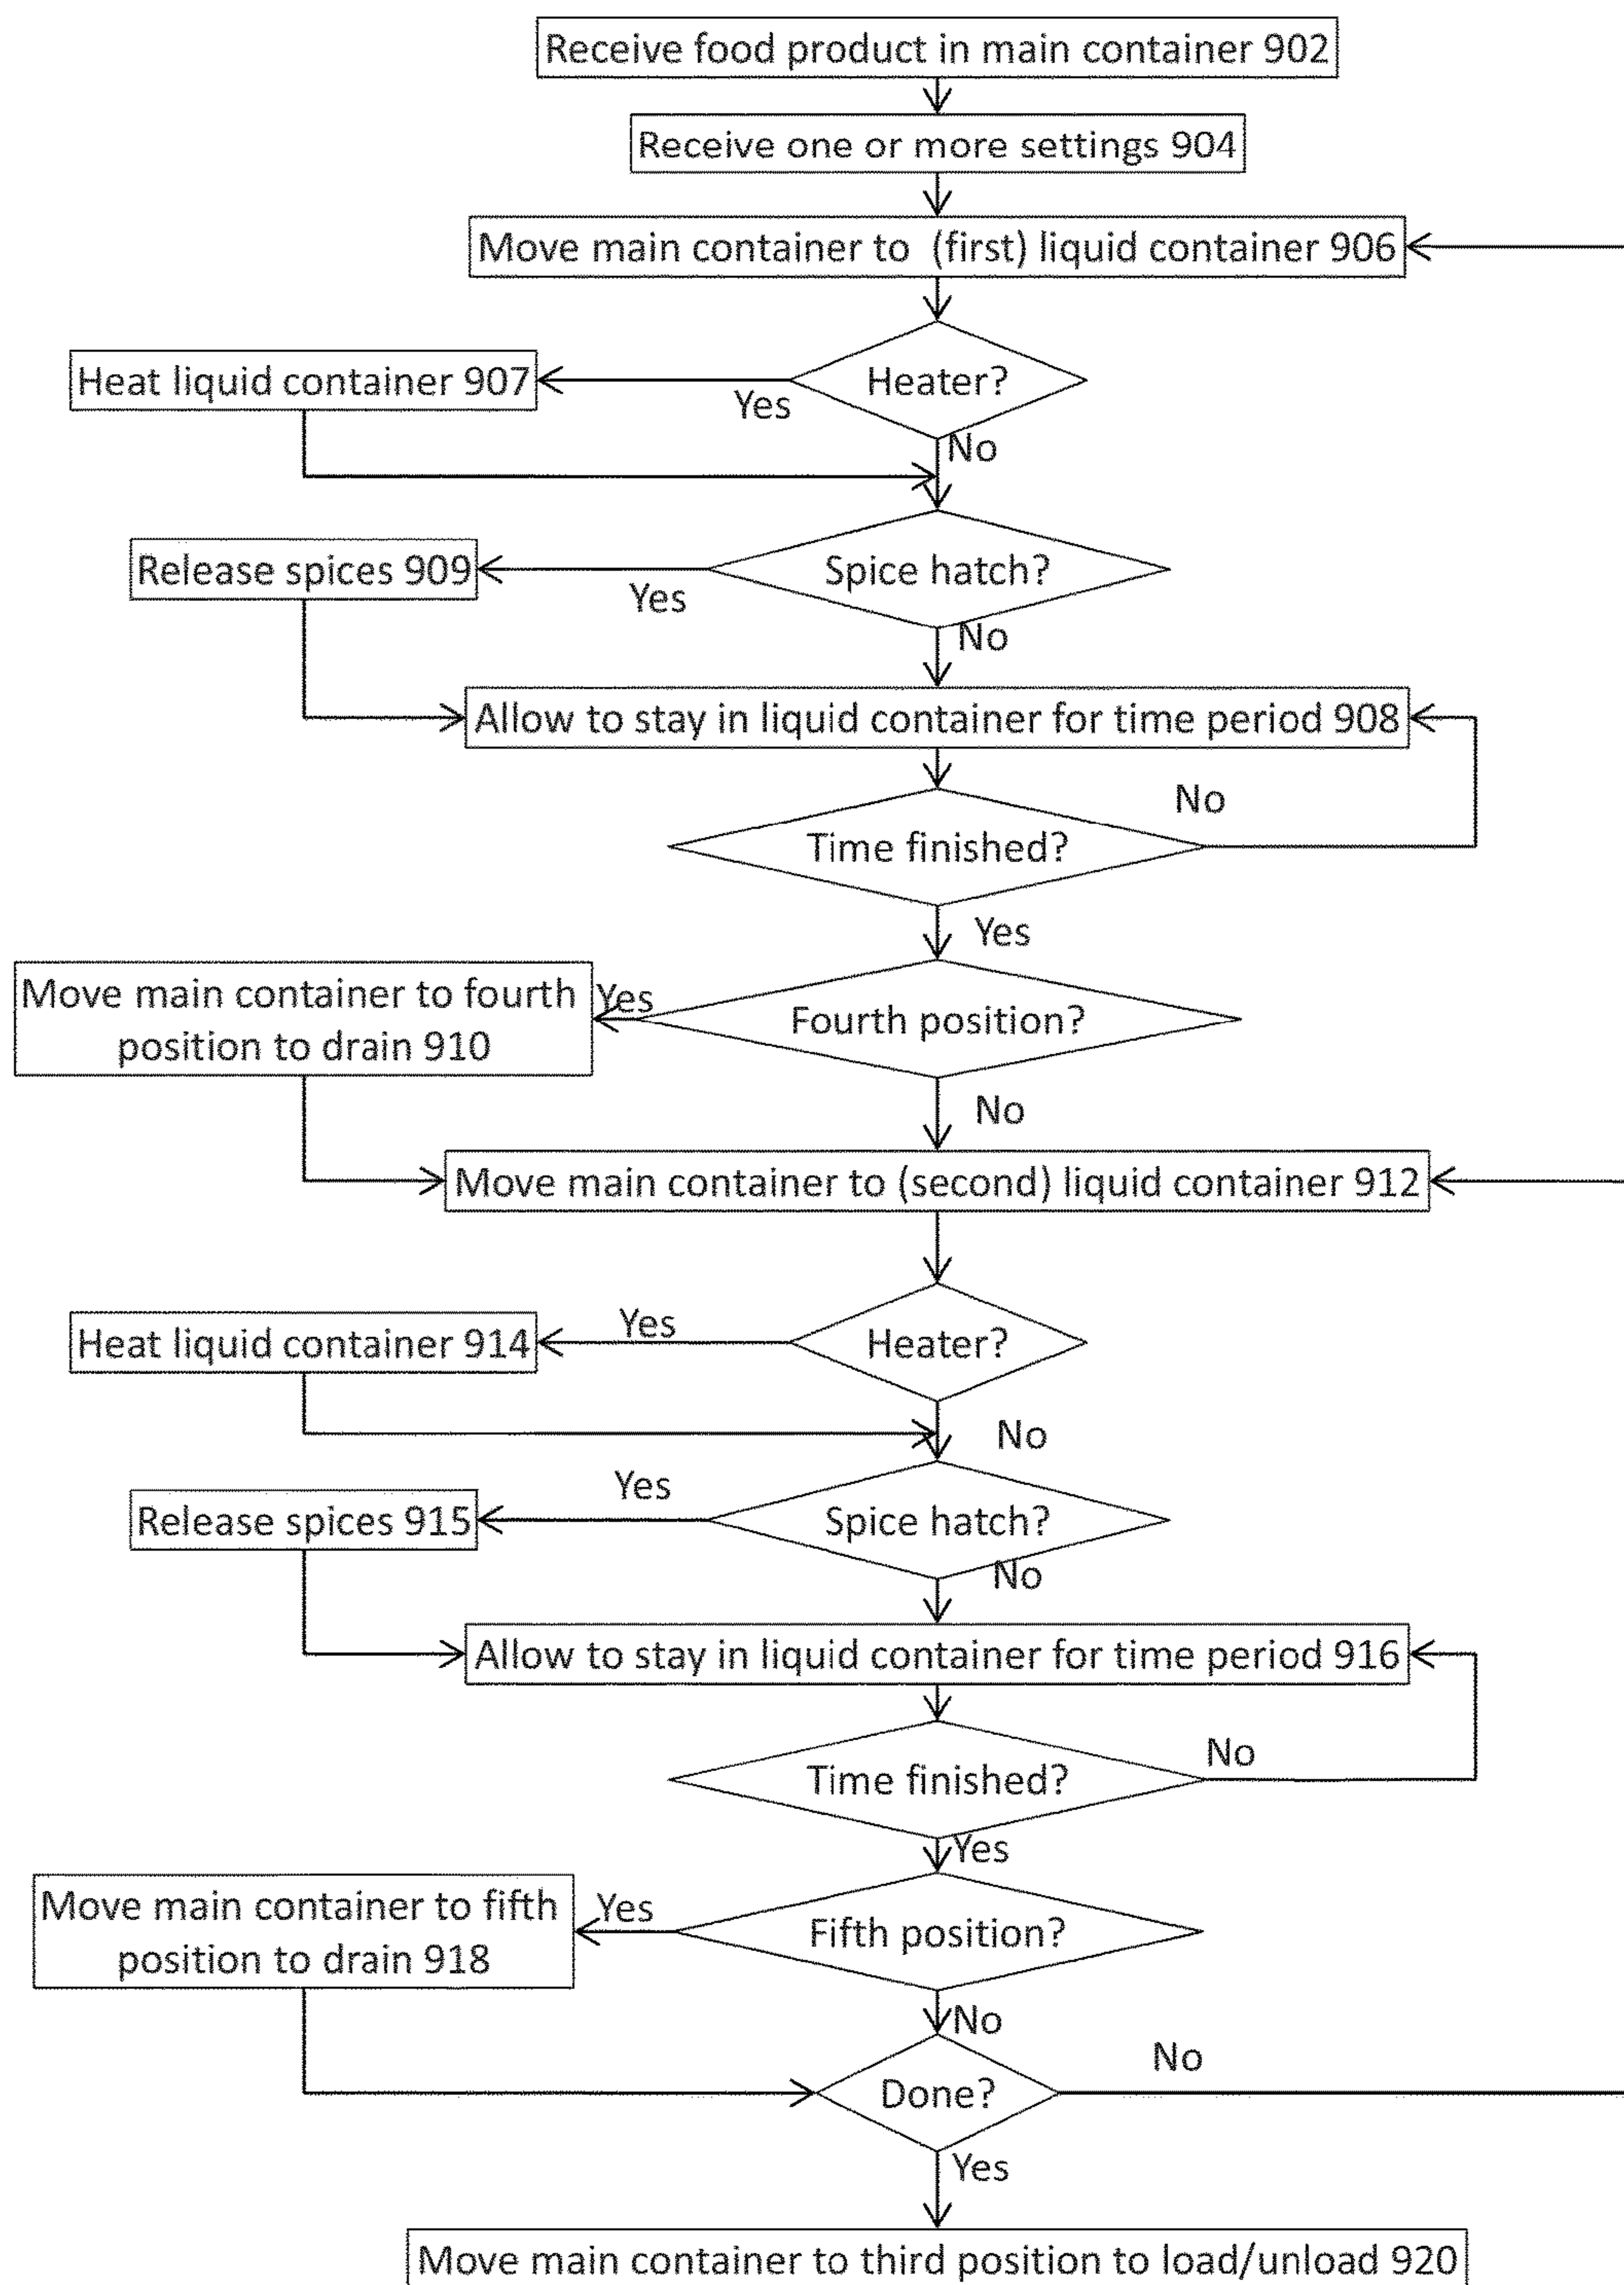 Receive food product in main container 902
Receive one or more settings 904
Move main container to (first) liquid container 906
Heater?
Yes
Heat liquid container 907
No
Spice hatch?
Yes
Release spices 909
No
Allow to stay in liquid container for time period 908
No
Time finished?
Yes
Move main container to fourth
position to drain 910
Yes
Fourth position?
No
Move main container to (second) liquid container 912
Heat liquid container 914
Yes
Heater?
No
Yes
Release spices 915
Spice hatch?
No
Allow to stay in liquid container for time period 916
No
Time finished?
Yes
Move main container to fifth
position to drain 918
Yes
Fifth position?
No
No
Done?
Yes
Move main container to third position to load/unload 920